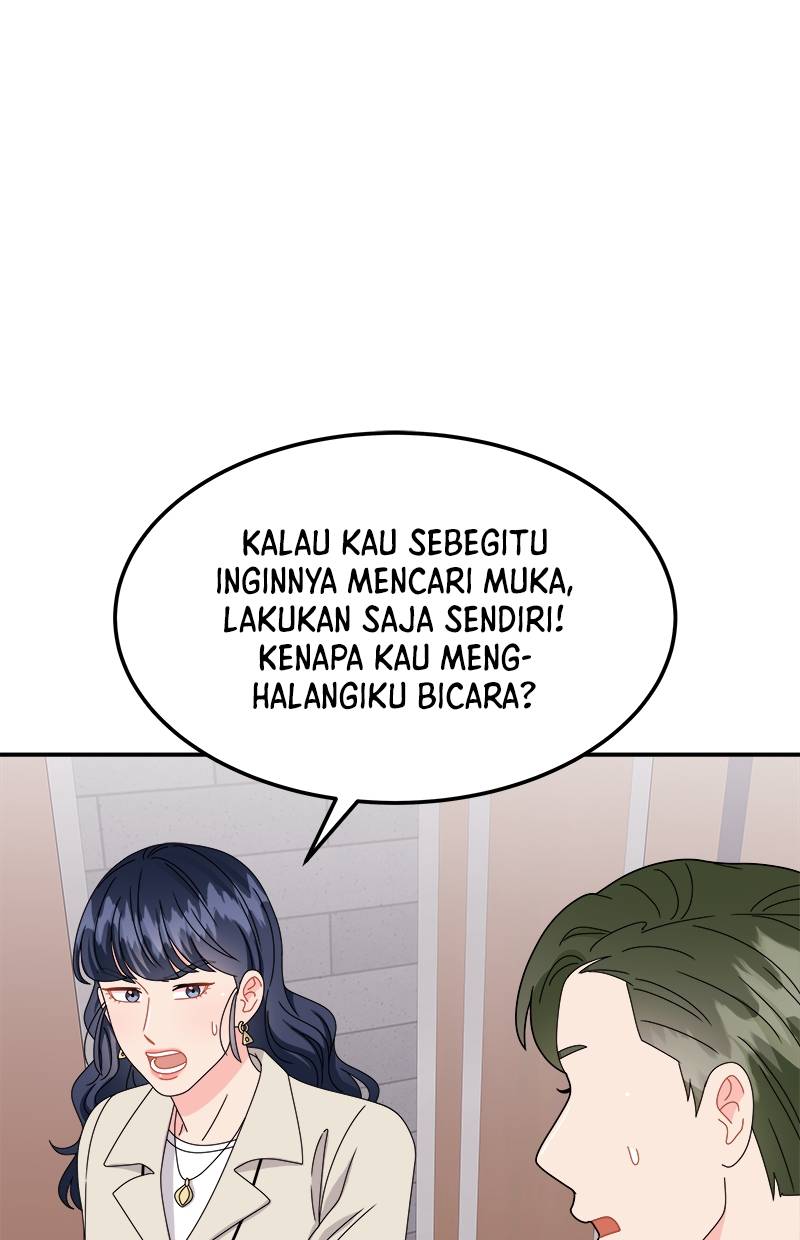 KALAU KAU SEBEGITU
INGINNYA MENCARI MUKA,
LAKUKAN SAJA SENDIRI!
KENAPA KAU MENG-
HALANGIKU BICARA?